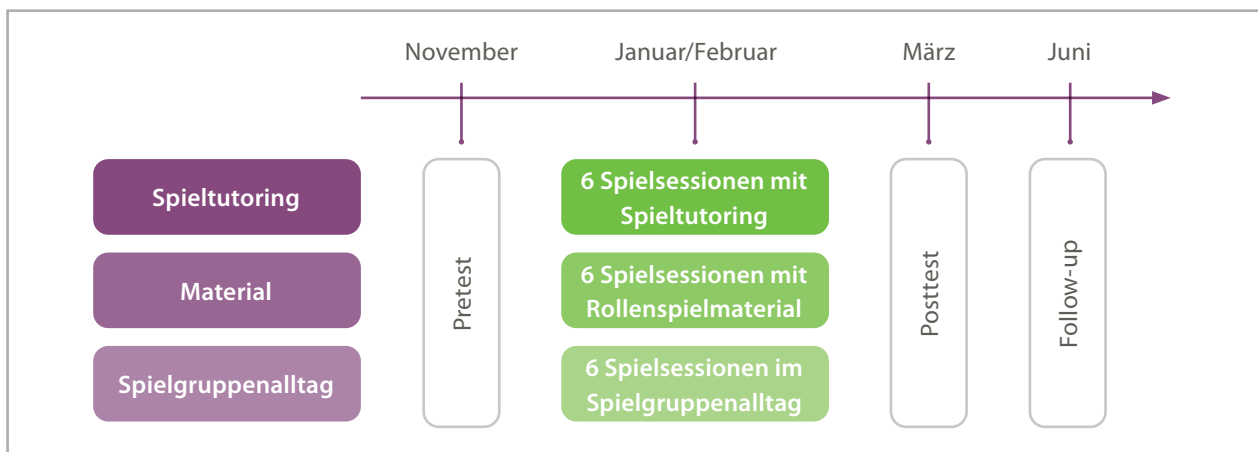 November
Januar/Februar
März
Juni
Spieltutoring
Material
Spielgruppenalltag
Pretest
6 Spielsessionen mit
Spieltutoring
6 Spielsessionen mit
Rollenspielmaterial
6 Spielsessionen im
Spielgruppenalltag
Posttest
Follow-up